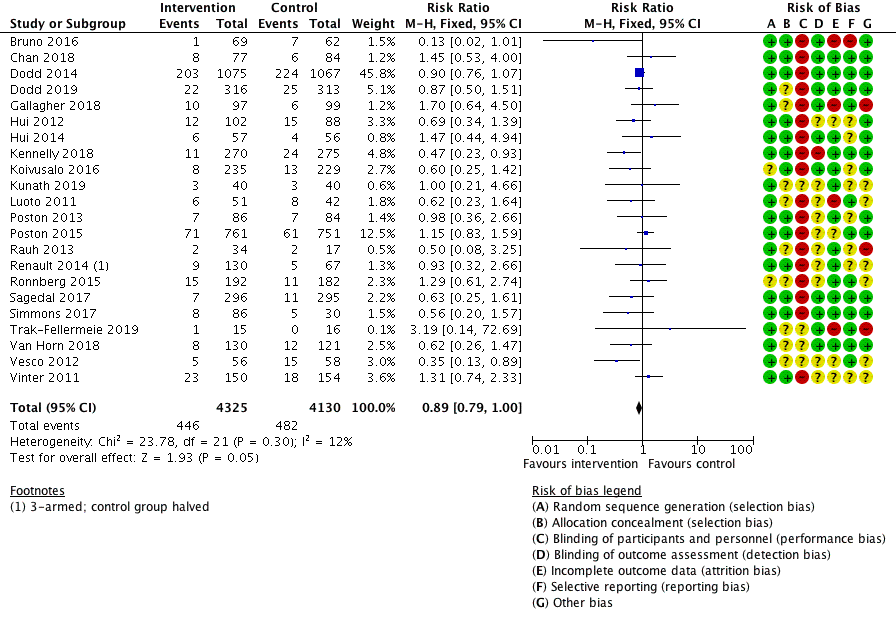 Intervention Control Risk Ratio Risk Ratio Risk of Bias
Study or Subgroup Events Total Events Total Weight M-H, Fixed, 95% CI M-H, Fixed, 95% CI A B C D E F G
Bruno 2016 1 69 7 62 1.5% 0.13 [0.02, 1.01] + + - + - - +
Chan 2018 8 77 6 84 1.2% 1.45 [0.53, 4.00] + + - + + + +
Dodd 2014 203 1075 224 1067 45.8% 0.90 [0.76, 1.07] + + - + + + +
Dodd 2019 22 316 25 313 5.1% 0.87 [0.50, 1.51] + ? - + + + +
Gallagher 2018 10 97 6 99 1.2% 1.70 [0.64, 4.50] + ? - + - + -
Hui 2012 12 102 15 88 3.3% 0.69 [0.34, 1.39] + + - ? ? ? +
Hui 2014 6 57 4 56 0.8% 1.47 [0.44, 4.94] + + - + + ? +
Kennelly 2018 11 270 24 275 4.8% 0.47 [0.23, 0.93] + + - - + + +
Koivusalo 2016 8 235 13 229 2.7% 0.60 [0.25, 1.42] ? + - + + ? +
Kunath 2019 3 40 3 40 0.6% 1.00 [0.21, 4.66] + ? ? ? ? + ?
Luoto 2011 6 51 8 42 1.8% 0.62 [0.23, 1.64] + + - ? - + ?
Poston 2013 7 86 7 84 1.4% 0.98 [0.36, 2.66] + + - ? + ? +
Poston 2015 71 761 61 751 12.5% 1.15 [0.83, 1.59] + + - ? ? + +
Rauh 2013 2 34 2 17 0.5% 0.50 [0.08, 3.25] + ? - ? + ? -
Renault 2014 (1) 9 130 5 67 1.3% 0.93 [0.32, 2.66] + + - ? + ? ?
Ronnberg 2015 15 192 11 182 2.3% 1.29 [0.61, 2.74] ? ? - + ? ? +
Sagedal 2017 7 296 11 295 2.2% 0.63 [0.25, 1.61] + + - + + + +
Simmons 2017 8 86 5 30 1.5% 0.56 [0.20, 1.57] + + - + + + +
Trak-Fellermeie 2019 1 15 0 16 0.1% 3.19 [0.14, 72.69] + ? ? + - + -
Van Horn 2018 8 130 12 121 2.5% 0.62 [0.26, 1.47] + + ? + + + +
Vesco 2012 5 56 15 58 3.0% 0.35 [0.13, 0.89] + ? ? ? ? + ?
Vinter 2011 23 150 18 154 3.6% 1.31 [0.74, 2.33] + + - ? ? ? ?
Total (95% CI) 4325 4130 100.0% 0.89 [0.79, 1.00]
Total events 446 482
Heterogeneity: Chi² = 23.78, df = 21 (P = 0.30); I² = 12%
Test for overall effect: Z = 1.93 (P = 0.05)
0.01 0.1 1 10 100
Favours intervention Favours control
Footnotes
(1) 3-armed; control group halved
Risk of bias legend
(A) Random sequence generation (selection bias)
(B) Allocation concealment (selection bias)
(C) Blinding of participants and personnel (performance bias)
(D) Blinding of outcome assessment (detection bias)
(E) Incomplete outcome data (attrition bias)
(F) Selective reporting (reporting bias)
(G) Other bias